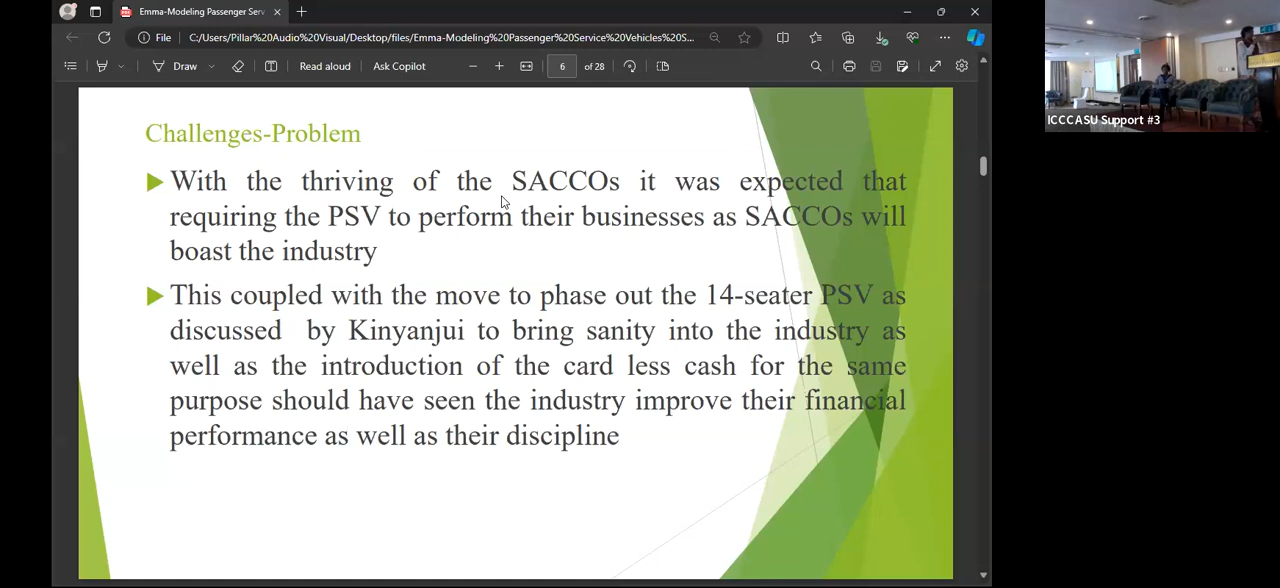 Emma-Modeling Passenger Serv
File
C:/Users/Pillar%20Audio%20Visual/Desktop/files/Emma-Modeling%20Passenger%20Service%20Vehicles%20S...
Draw
Read aloud
Ask Copilot
6
of 28
ICCCASU Support #3
Challenges-Problem
With the thriving of the SACCOs it was expected that
requiring the PSV to perform their businesses as SACCOs will
boast the industry
This coupled with the move to phase out the 14-seater PSV as
discussed by Kinyanjui to bring sanity into the industry as
well as the introduction of the card less cash for the same
purpose should have seen the industry improve their financial
performance as well as their discipline